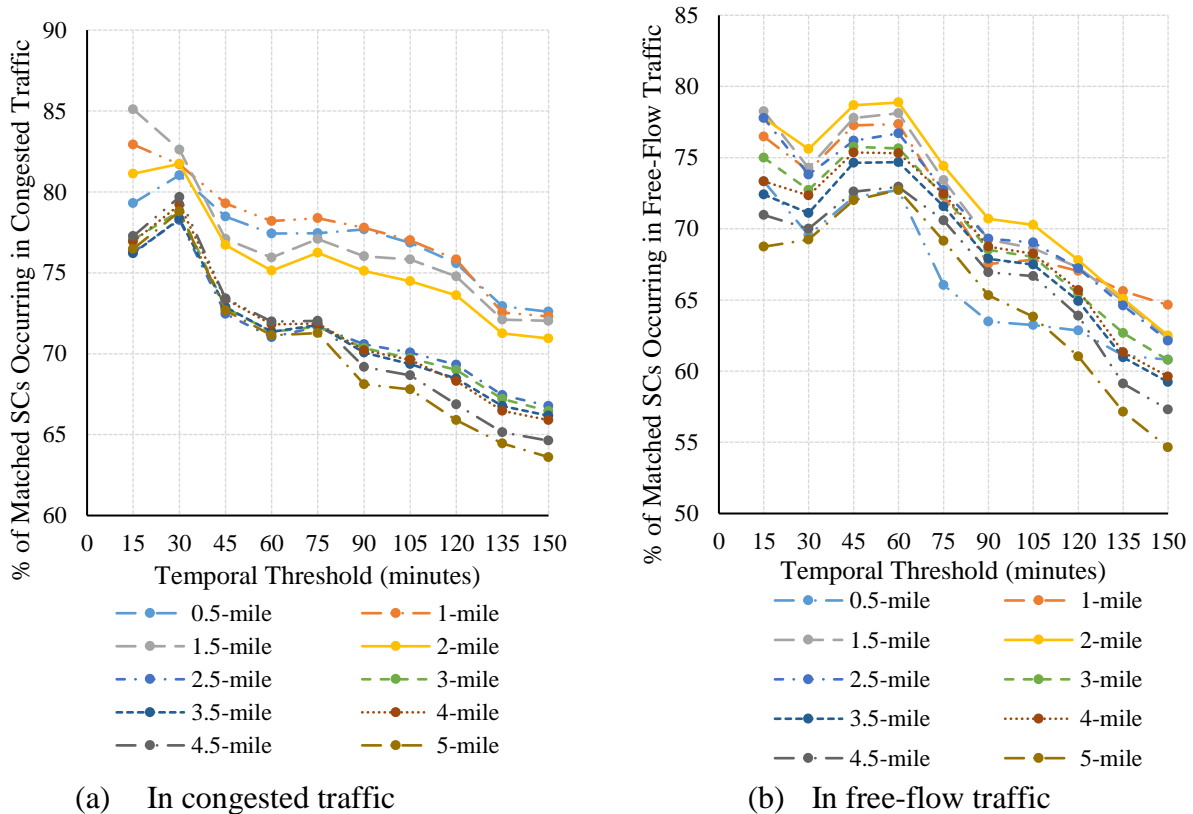 % of Matched SCs Occurring in Congested Traffic
90
85
80
75
70
65
60
0 15 30 45 60 75 90 105 120 135 150
Temporal Threshold (minutes)
0.5-mile 1-mile
1.5-mile 2-mile
2.5-mile 3-mile
3.5-mile 4-mile
4.5-mile 5-mile
(a) In congested traffic
% of Matched SCs Occurring in Free-Flow Traffic
85
80
75
70
65
60
55
50
0 15 30 45 60 75 90 105 120 135 150
Temporal Threshold (minutes)
0.5-mile 1-mile
1.5-mile 2-mile
2.5-mile 3-mile
3.5-mile 4-mile
4.5-mile 5-mile
(b) In free-flow traffic